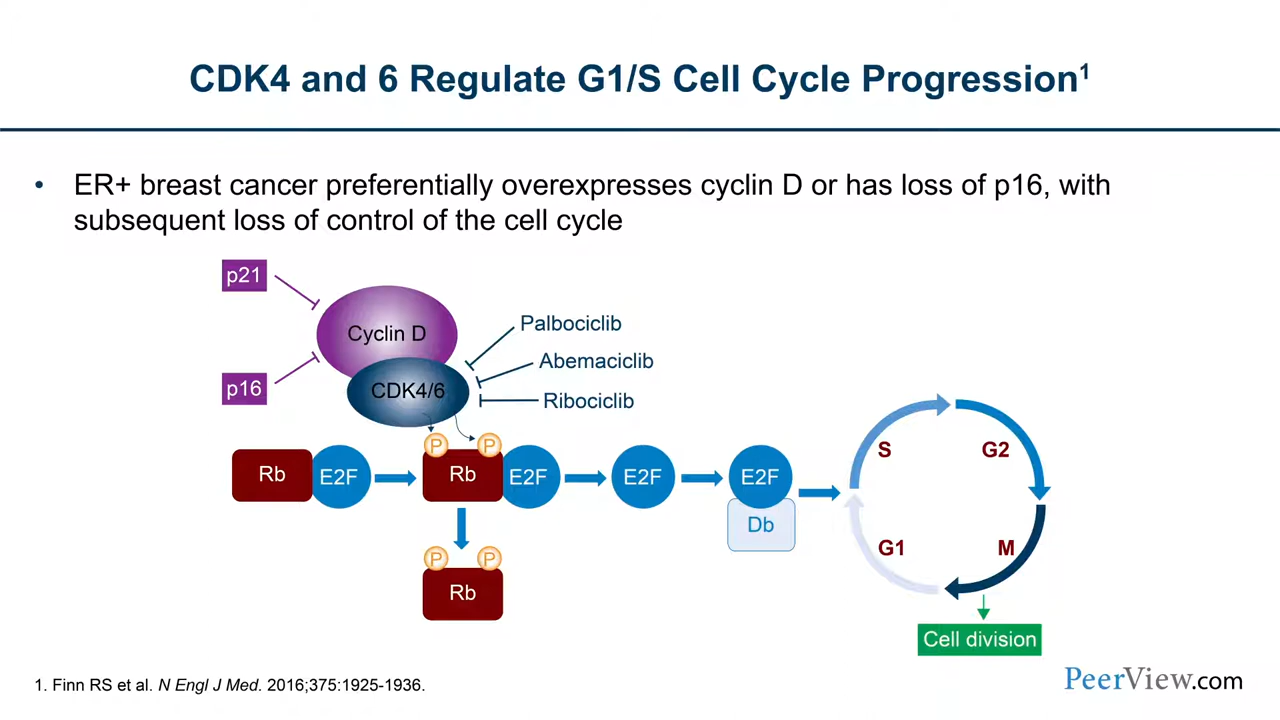 CDK4 and 6 Regulate G1/S Cell Cycle Progression1
• ER+ breast cancer preferentially overexpresses cyclin D or has loss of p16, with
subsequent loss of control of the cell cycle
p21
Cyclin D
Palbociclib
Abemaciclib
p16
CDK4/6
Ribociclib
P P
Rb E2F
Rb E2F
E2F
E2F
Db
S G2
G1 M
P P
Rb
Cell division
1. Finn RS et al. N Engl J Med. 2016;375:1925-1936.
PeerView.com